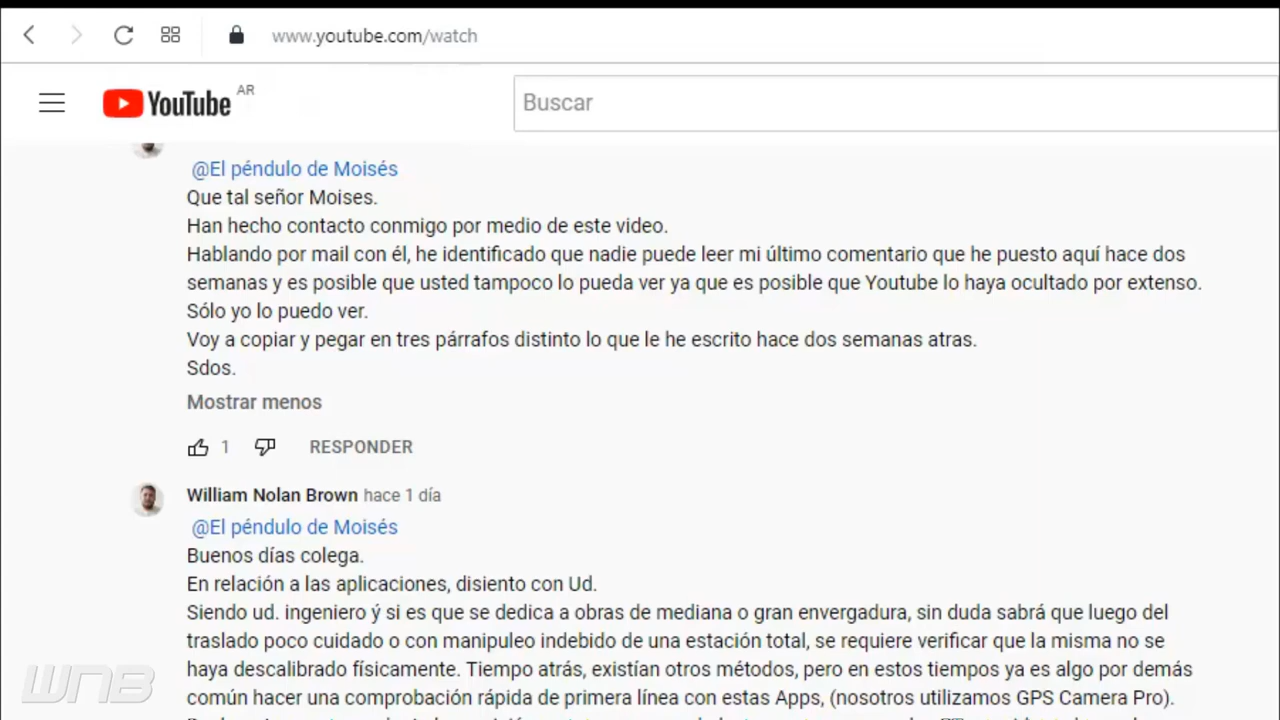 www.youtube.com/watch
YouTube AR
Buscar
@El péndulo de Moisés
Que tal señor Moises.
Han hecho contacto conmigo por medio de este video.
Hablando por mail con él, he identificado que nadie puede leer mi último comentario que he puesto aquí hace dos
semanas y es posible que usted tampoco lo pueda ver ya que es posible que Youtube lo haya ocultado por extenso.
Sólo yo lo puedo ver.
Voy a copiar y pegar en tres párrafos distinto lo que le he escrito hace dos semanas atras.
Sdos.
Mostrar menos
1 RESPONDER
William Nolan Brown hace 1 día
@El péndulo de Moisés
Buenos días colega.
En relación a las aplicaciones, disiento con Ud.
Siendo ud. ingeniero ý si es que se dedica a obras de mediana o gran envergadura, sin duda sabrá que luego del
traslado poco cuidado o con manipuleo indebido de una estación total, se requiere verificar que la misma no se
haya descalibrado físicamente. Tiempo atrás, existían otros métodos, pero en estos tiempos ya es algo por demás
común hacer una comprobación rápida de primera línea con estas Apps, (nosotros utilizamos GPS Camera Pro).
WNB